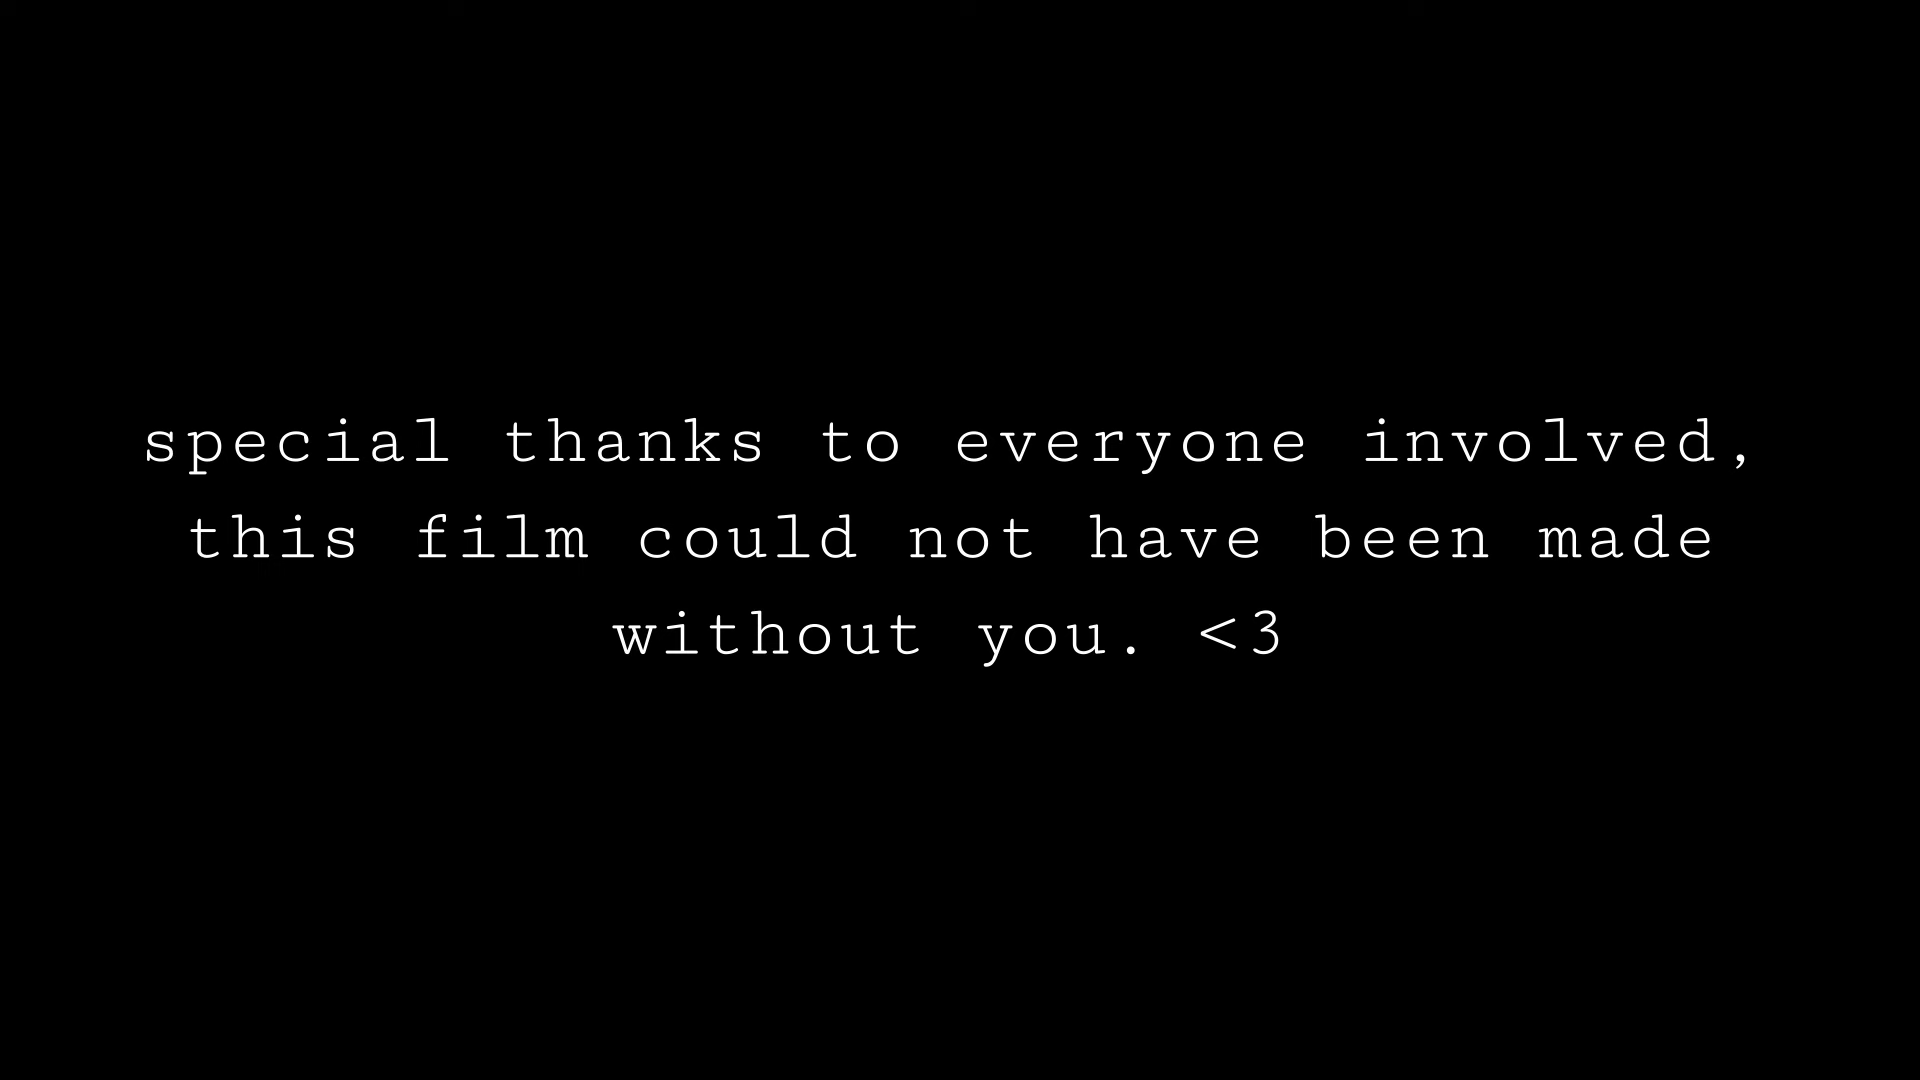 special thanks to everyone involved,
this film could not have been made
without you. <3